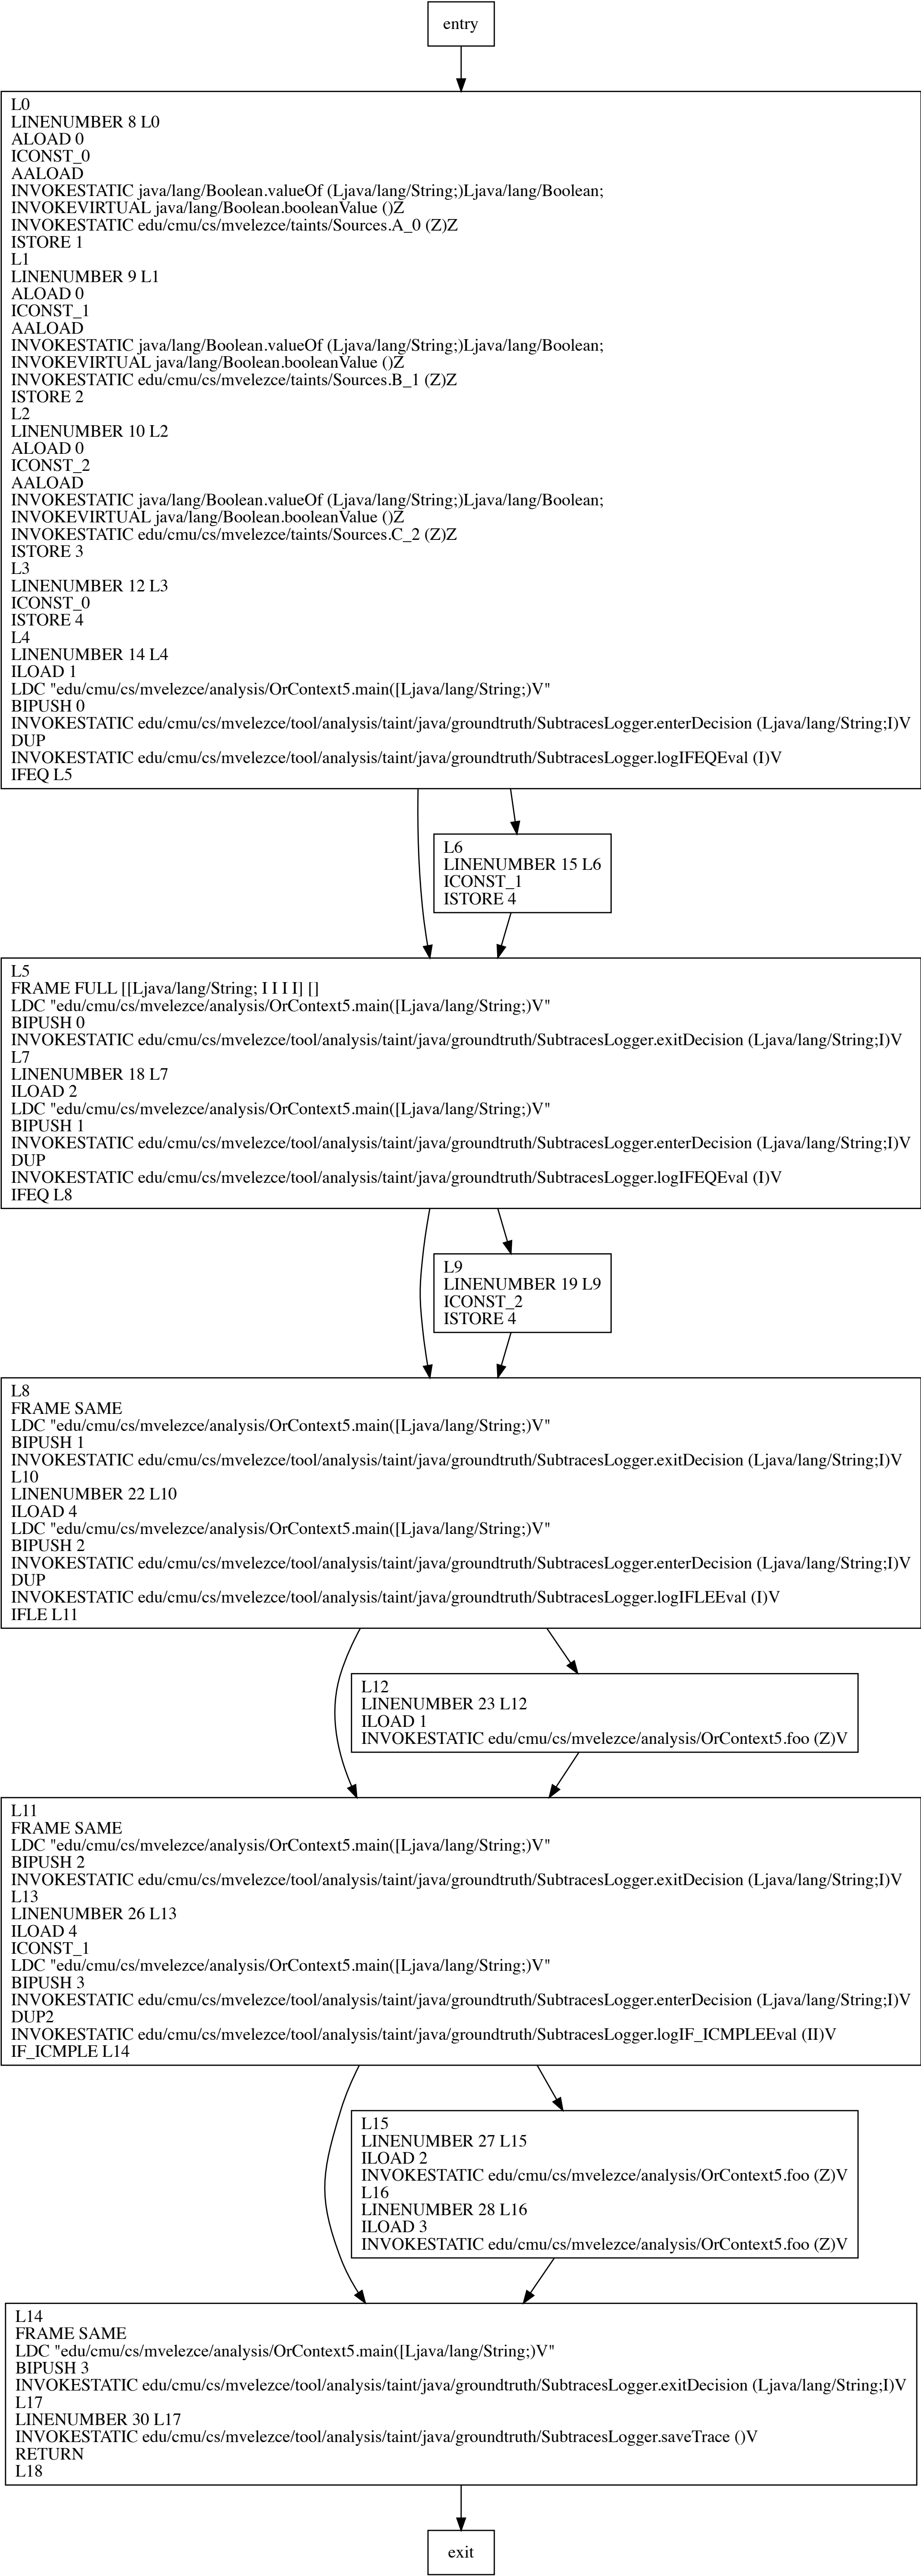 entry
L0
LINENUMBER 8 L0
ALOAD 0
ICONST_0
AALOAD
INVOKESTATIC java/lang/Boolean.valueOf (Ljava/lang/String;)Ljava/lang/Boolean;
INVOKEVIRTUAL java/lang/Boolean.booleanValue ()Z
INVOKESTATIC edu/cmu/cs/mvelezce/taints/Sources.A_0 (Z)Z
ISTORE 1
L1
LINENUMBER 9 L1
ALOAD 0
ICONST_1
AALOAD
INVOKESTATIC java/lang/Boolean.valueOf (Ljava/lang/String;)Ljava/lang/Boolean;
INVOKEVIRTUAL java/lang/Boolean.booleanValue ()Z
INVOKESTATIC edu/cmu/cs/mvelezce/taints/Sources.B_1 (Z)Z
ISTORE 2
L2
LINENUMBER 10 L2
ALOAD 0
ICONST_2
AALOAD
INVOKESTATIC java/lang/Boolean.valueOf (Ljava/lang/String;)Ljava/lang/Boolean;
INVOKEVIRTUAL java/lang/Boolean.booleanValue ()Z
INVOKESTATIC edu/cmu/cs/mvelezce/taints/Sources.C_2 (Z)Z
ISTORE 3
L3
LINENUMBER 12 L3
ICONST_0
ISTORE 4
L4
LINENUMBER 14 L4
ILOAD 1
LDC "edu/cmu/cs/mvelezce/analysis/OrContext5.main([Ljava/lang/String;)V"
BIPUSH 0
INVOKESTATIC edu/cmu/cs/mvelezce/tool/analysis/taint/java/groundtruth/SubtracesLogger.enterDecision (Ljava/lang/String;I)V
DUP
INVOKESTATIC edu/cmu/cs/mvelezce/tool/analysis/taint/java/groundtruth/SubtracesLogger.logIFEQEval (I)V
IFEQ L5
L6
LINENUMBER 15 L6
ICONST_1
ISTORE 4
L5
FRAME FULL [[Ljava/lang/String; I I I I] []
LDC "edu/cmu/cs/mvelezce/analysis/OrContext5.main([Ljava/lang/String;)V"
BIPUSH 0
INVOKESTATIC edu/cmu/cs/mvelezce/tool/analysis/taint/java/groundtruth/SubtracesLogger.exitDecision (Ljava/lang/String;I)V
L7
LINENUMBER 18 L7
ILOAD 2
LDC "edu/cmu/cs/mvelezce/analysis/OrContext5.main([Ljava/lang/String;)V"
BIPUSH 1
INVOKESTATIC edu/cmu/cs/mvelezce/tool/analysis/taint/java/groundtruth/SubtracesLogger.enterDecision (Ljava/lang/String;I)V
DUP
INVOKESTATIC edu/cmu/cs/mvelezce/tool/analysis/taint/java/groundtruth/SubtracesLogger.logIFEQEval (I)V
IFEQ L8
L9
LINENUMBER 19 L9
ICONST_2
ISTORE 4
L8
FRAME SAME
LDC "edu/cmu/cs/mvelezce/analysis/OrContext5.main([Ljava/lang/String;)V"
BIPUSH 1
INVOKESTATIC edu/cmu/cs/mvelezce/tool/analysis/taint/java/groundtruth/SubtracesLogger.exitDecision (Ljava/lang/String;I)V
L10
LINENUMBER 22 L10
ILOAD 4
LDC "edu/cmu/cs/mvelezce/analysis/OrContext5.main([Ljava/lang/String;)V"
BIPUSH 2
INVOKESTATIC edu/cmu/cs/mvelezce/tool/analysis/taint/java/groundtruth/SubtracesLogger.enterDecision (Ljava/lang/String;I)V
DUP
INVOKESTATIC edu/cmu/cs/mvelezce/tool/analysis/taint/java/groundtruth/SubtracesLogger.logIFLEEval (I)V
IFLE L11
L12
LINENUMBER 23 L12
ILOAD 1
INVOKESTATIC edu/cmu/cs/mvelezce/analysis/OrContext5.foo (Z)V
L11
FRAME SAME
LDC "edu/cmu/cs/mvelezce/analysis/OrContext5.main([Ljava/lang/String;)V"
BIPUSH 2
INVOKESTATIC edu/cmu/cs/mvelezce/tool/analysis/taint/java/groundtruth/SubtracesLogger.exitDecision (Ljava/lang/String;I)V
L13
LINENUMBER 26 L13
ILOAD 4
ICONST_1
LDC "edu/cmu/cs/mvelezce/analysis/OrContext5.main([Ljava/lang/String;)V"
BIPUSH 3
INVOKESTATIC edu/cmu/cs/mvelezce/tool/analysis/taint/java/groundtruth/SubtracesLogger.enterDecision (Ljava/lang/String;I)V
DUP2
INVOKESTATIC edu/cmu/cs/mvelezce/tool/analysis/taint/java/groundtruth/SubtracesLogger.logIF_ICMPLEEval (II)V
IF_ICMPLE L14
L15
LINENUMBER 27 L15
ILOAD 2
INVOKESTATIC edu/cmu/cs/mvelezce/analysis/OrContext5.foo (Z)V
L16
LINENUMBER 28 L16
ILOAD 3
INVOKESTATIC edu/cmu/cs/mvelezce/analysis/OrContext5.foo (Z)V
L14
FRAME SAME
LDC "edu/cmu/cs/mvelezce/analysis/OrContext5.main([Ljava/lang/String;)V"
BIPUSH 3
INVOKESTATIC edu/cmu/cs/mvelezce/tool/analysis/taint/java/groundtruth/SubtracesLogger.exitDecision (Ljava/lang/String;I)V
L17
LINENUMBER 30 L17
INVOKESTATIC edu/cmu/cs/mvelezce/tool/analysis/taint/java/groundtruth/SubtracesLogger.saveTrace ()V
RETURN
L18
exit